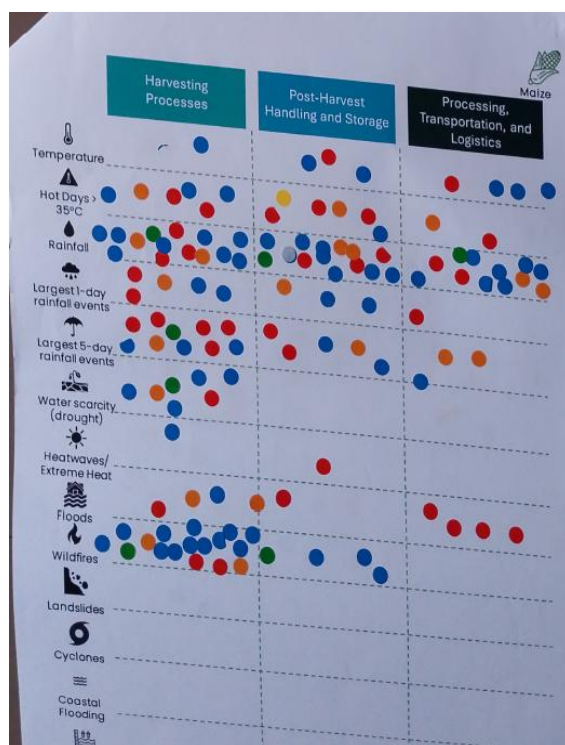 Maize
Harvesting
Processes
Post-Harvest
Handling and Storage
Processing,
Transportation, and
Logistics
Temperature
Hot Days >
35°C
Rainfall
Largest 1-day
rainfall events
Largest 5-day
rainfall events
Water scarcity
(drought)
Heatwaves/
Extreme Heat
Floods
Wildfires
Landslides
Cyclones
Coastal
Flooding